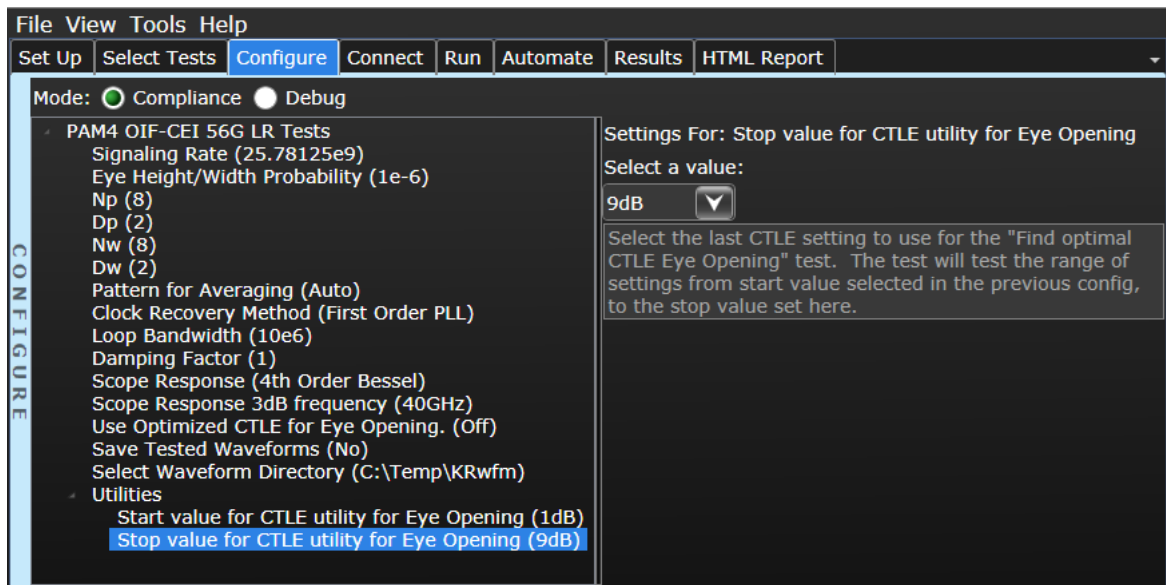 File View Tools Help
Set Up Select Tests Configure Connect Run Automate Results HTML Report
Mode: Compliance Debug
CONFIGURE
PAM4 OIF-CEI 56G LR Tests
Signaling Rate (25.78125e9)
Eye Height/Width Probability (1e-6)
Np (8)
Dp (2)
Nw (8)
Dw (2)
Pattern for Averaging (Auto)
Clock Recovery Method (First Order PLL)
Loop Bandwidth (10e6)
Damping Factor (1)
Scope Response (4th Order Bessel)
Scope Response 3dB frequency (40GHz)
Use Optimized CTLE for Eye Opening. (Off)
Save Tested Waveforms (No)
Select Waveform Directory (C:\Temp\KRwfm)
Utilities
Start value for CTLE utility for Eye Opening (1dB)
Stop value for CTLE utility for Eye Opening (9dB)
Settings For: Stop value for CTLE utility for Eye Opening
Select a value:
9dB
Select the last CTLE setting to use for the "Find optimal
CTLE Eye Opening" test. The test will test the range of
settings from start value selected in the previous config,
to the stop value set here.